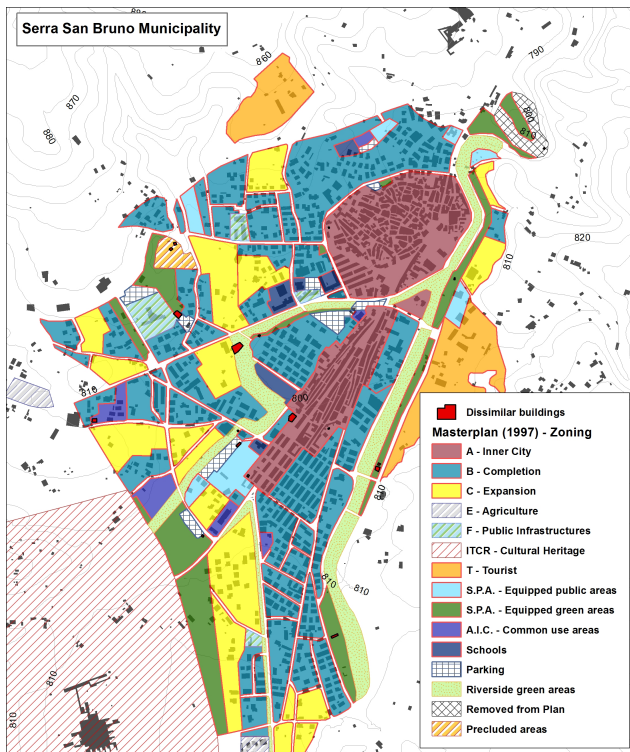 Serra San Bruno Municipality
860
790
870
880
800
810
820
810
810
800
810
810
810
810
810
Dissimilar buildings
Masterplan (1997) - Zoning
A - Inner City
B - Completion
C - Expansion
E - Agriculture
F - Public Infrastructures
ITCR - Cultural Heritage
T - Tourist
S.P.A. - Equipped public areas
S.P.A. - Equipped green areas
A.I.C. - Common use areas
Schools
Parking
Riverside green areas
Removed from Plan
Precluded areas